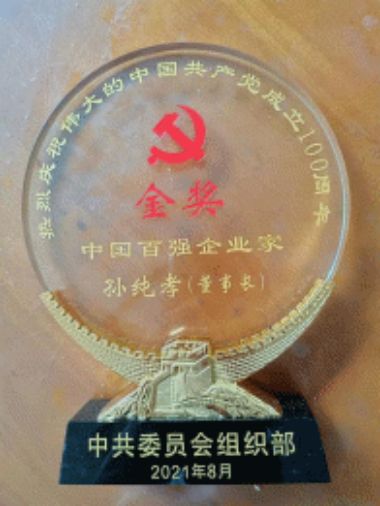 热烈庆祝伟大的中国共产党成立100周年
金奖
中国百强企业家
孙纯孝(董事长)
中共委员会组织部
2021年8月